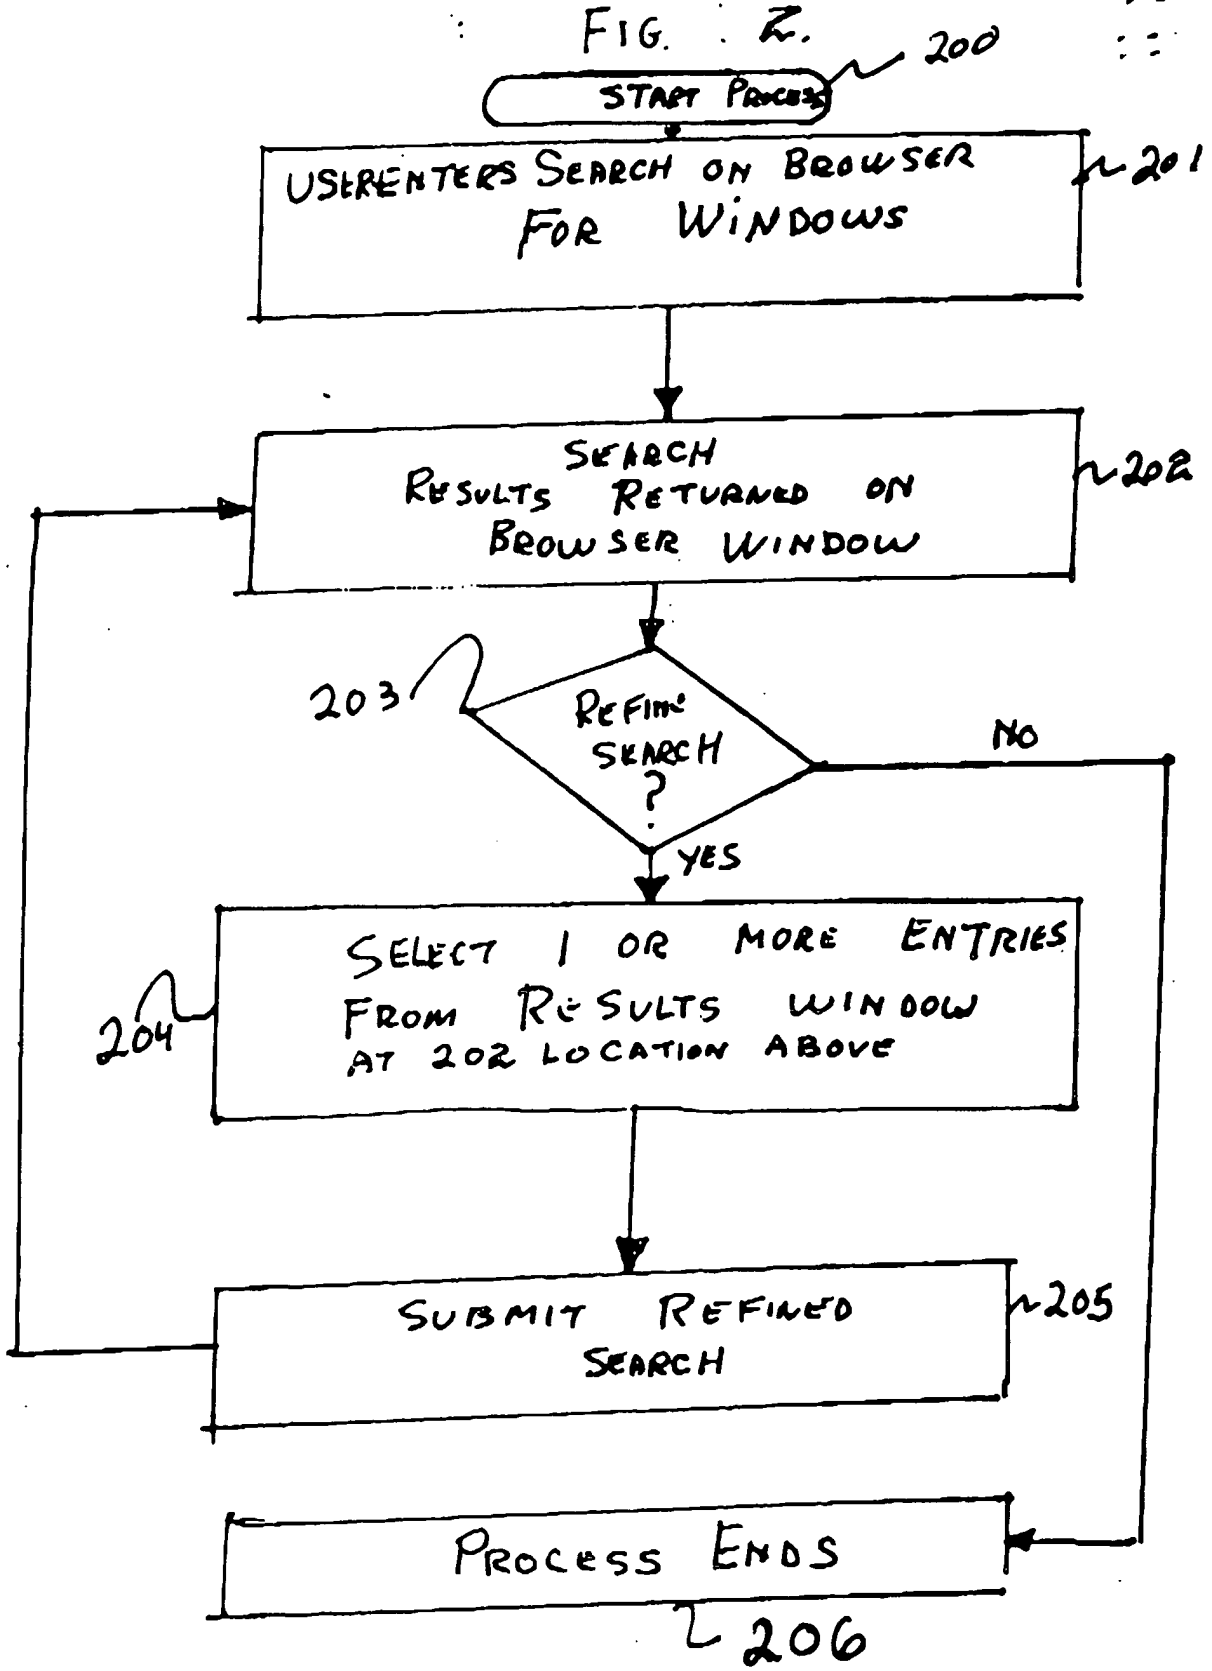 FIG. 2.
200
START PROCESS
USERENTERS SEARCH ON BROWSER
201
FOR WINDOWS
SEARCH
202
RESULTS RETURNED ON
BROWSER WINDOW
203
REFINE
SEARCH
?
NO
YES
SELECT 1 OR MORE ENTRIES
FROM RESULTS WINDOW
204
AT 202 LOCATION ABOVE
SUBMIT REFINED
205
SEARCH
PROCESS ENDS
206